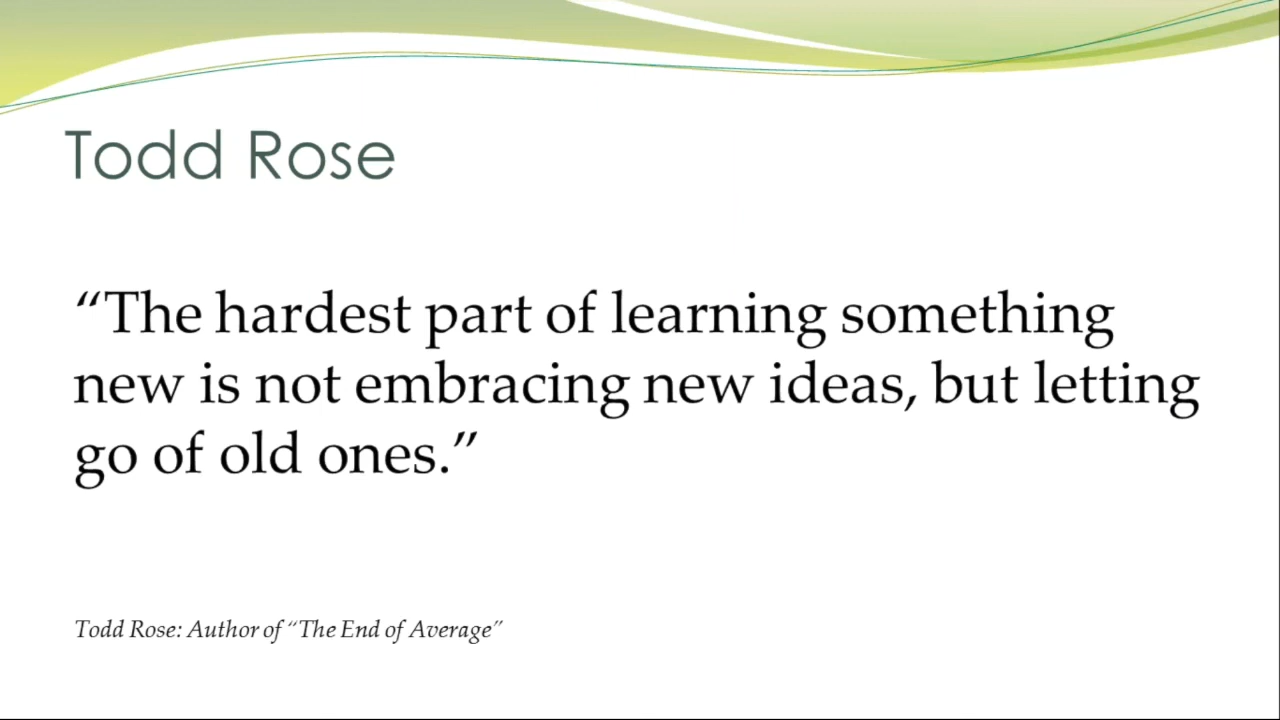 Todd Rose
“The hardest part of learning something
new is not embracing new ideas, but letting
go of old ones.”
Todd Rose: Author of “The End of Average”